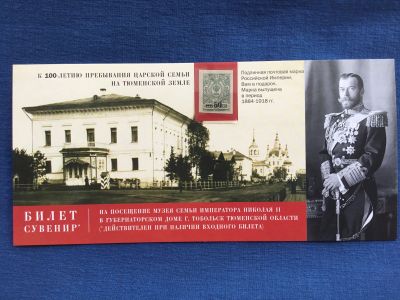 К 100-ЛЕТИЮ ПРЕБЫВАНИЯ ЦАРСКОЙ СЕМЬИ
НА ТЮМЕНСКОЙ ЗЕМЛЕ
Подлинная почтовая марка
Российской Империи,
Вам в подарок.
Марка выпущена
в период
1884-1918 гг.
БИЛЕТ
СУВЕНИР*
НА ПОСЕЩЕНИЕ МУЗЕЯ СЕМЬИ ИМПЕРАТОРА НИКОЛАЯ II
В ГУБЕРНАТОРСКОМ ДОМЕ Г. ТОБОЛЬСК ТЮМЕНСКОЙ ОБЛАСТИ
(*ДЕЙСТВИТЕЛЕН ПРИ НАЛИЧИИ ВХОДНОГО БИЛЕТА)